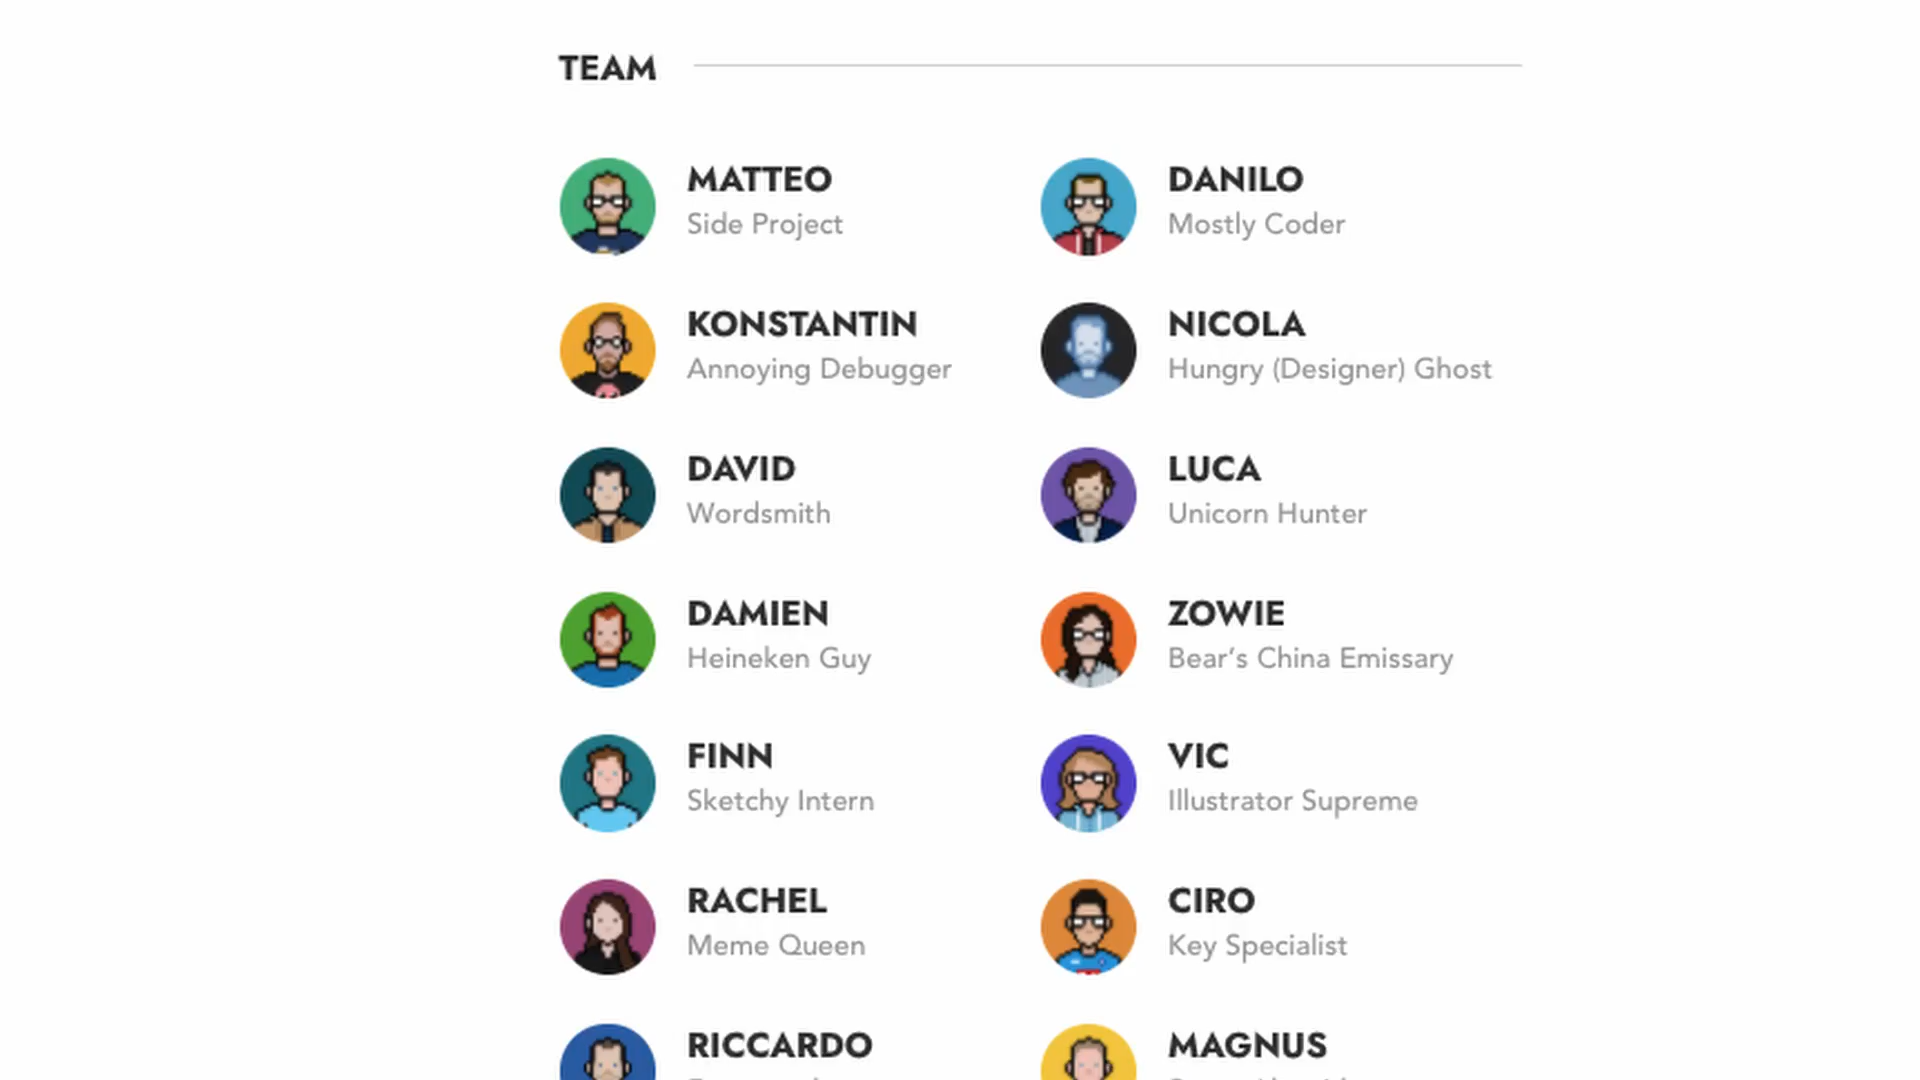 TEAM
MATTEO
Side Project
DANILO
Mostly Coder
KONSTANTIN
Annoying Debugger
NICOLA
Hungry (Designer) Ghost
DAVID
Wordsmith
LUCA
Unicorn Hunter
DAMIEN
Heineken Guy
ZOWIE
Bear’s China Emissary
FINN
Sketchy Intern
VIC
Illustrator Supreme
RACHEL
Meme Queen
CIRO
Key Specialist
RICCARDO
MAGNUS